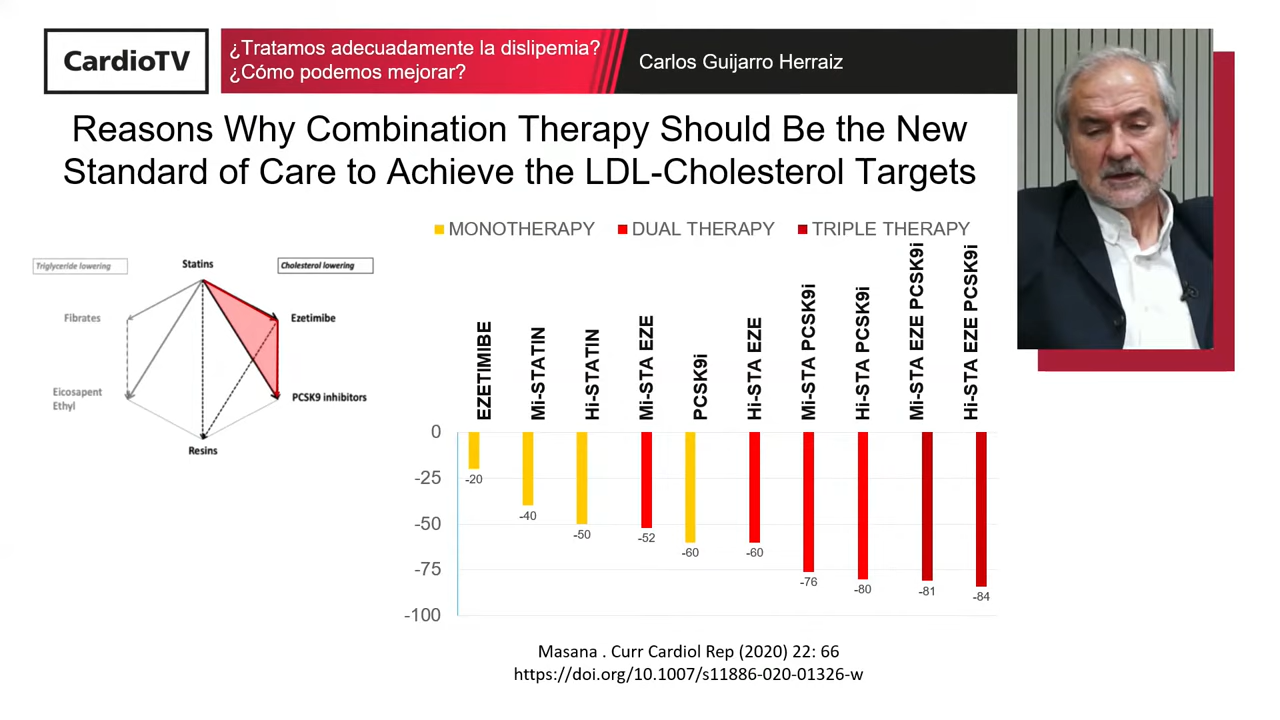 CardioTV
¿Tratamos adecuadamente la dislipemia?
¿Cómo podemos mejorar?
Carlos Guijarro Herraiz
Reasons Why Combination Therapy Should Be the New
Standard of Care to Achieve the LDL-Cholesterol Targets
MONOTHERAPY
DUAL THERAPY
TRIPLE THERAPY
Triglyceride lowering
Statins
Cholesterol lowering
Fibrates
Ezetimibe
Eicosapent
Ethyl
PCSK9 inhibitors
Resins
EZETIMIBE
Mi-STATIN
Hi-STATIN
Mi-STA EZE
PCSK9i
Hi-STA EZE
Mi-STA PCSK9i
Hi-STA PCSK9i
Mi-STA EZE PCSK9i
Hi-STA EZE PCSK9i
0
-25
-50
-75
-100
-20
-40
-50
-52
-60
-60
-76
-80
-81
-84
Masana . Curr Cardiol Rep (2020) 22: 66
https://doi.org/10.1007/s11886-020-01326-w